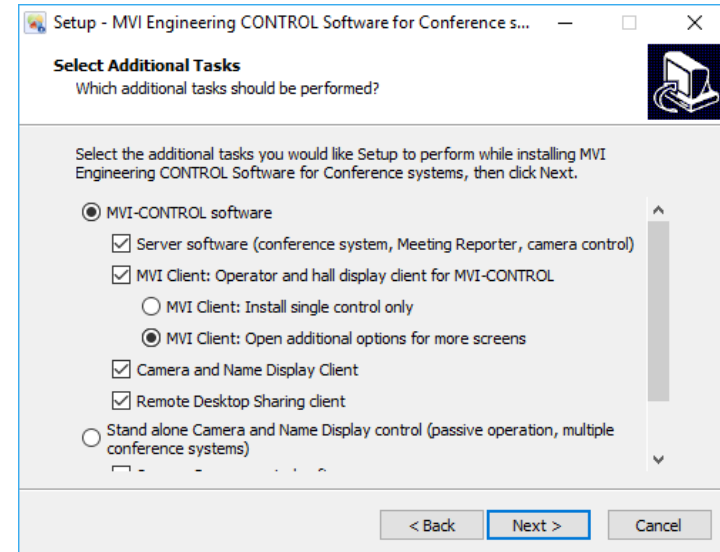 Setup - MVI Engineering CONTROL Software for Conference s...
Select Additional Tasks
Which additional tasks should be performed?
Select the additional tasks you would like Setup to perform while installing MVI
Engineering CONTROL Software for Conference systems, then click Next.
MVI-CONTROL software
Server software (conference system, Meeting Reporter, camera control)
MVI Client: Operator and hall display client for MVI-CONTROL
MVI Client: Install single control only
MVI Client: Open additional options for more screens
Camera and Name Display Client
Remote Desktop Sharing client
Stand alone Camera and Name Display control (passive operation, multiple
conference systems)
< Back
Next >
Cancel